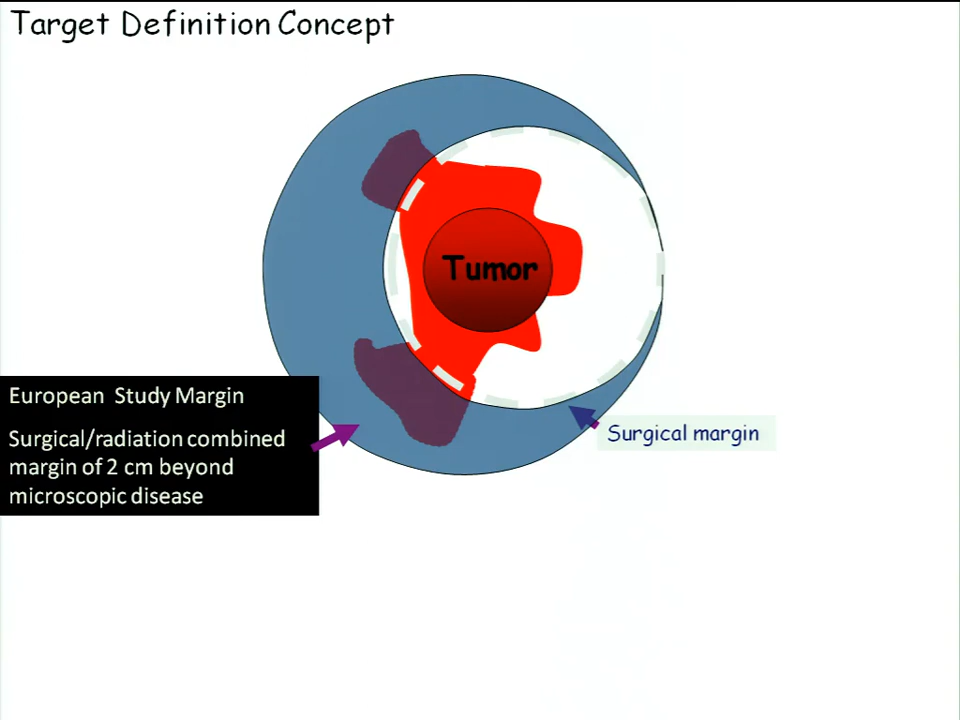 Target Definition Concept
Tumor
European Study Margin
Surgical/radiation combined
margin of 2 cm beyond
microscopic disease
Surgical margin